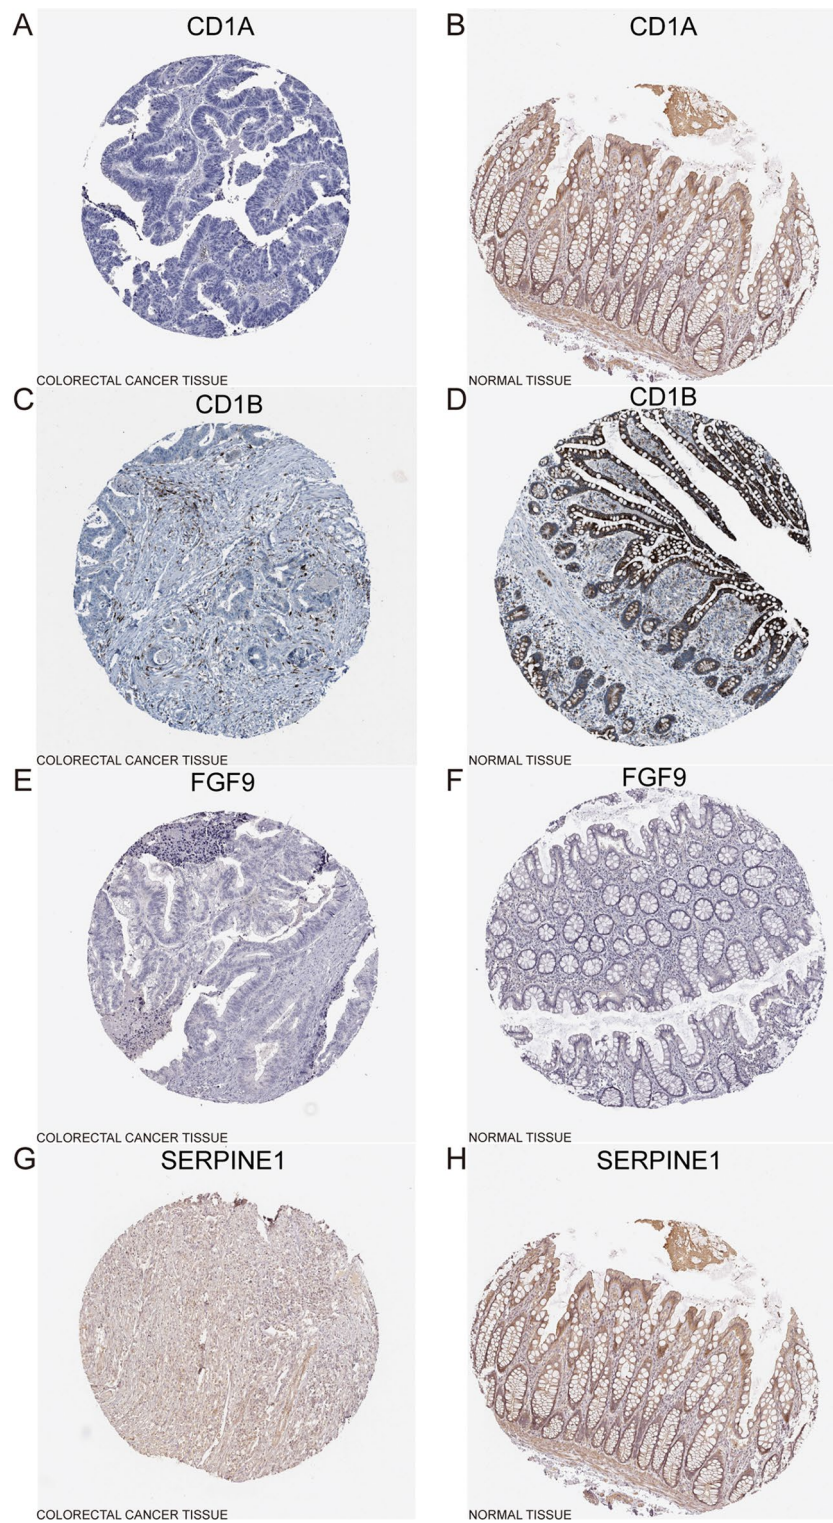 A
CD1A
B
CD1A
COLORECTAL CANCER TISSUE
NORMAL TISSUE
C
CD1B
D
CD1B
COLORECTAL CANCER TISSUE
NORMAL TISSUE
E
FGF9
F
FGF9
COLORECTAL CANCER TISSUE
NORMAL TISSUE
G
SERPINE1
H
SERPINE1
COLORECTAL CANCER TISSUE
NORMAL TISSUE